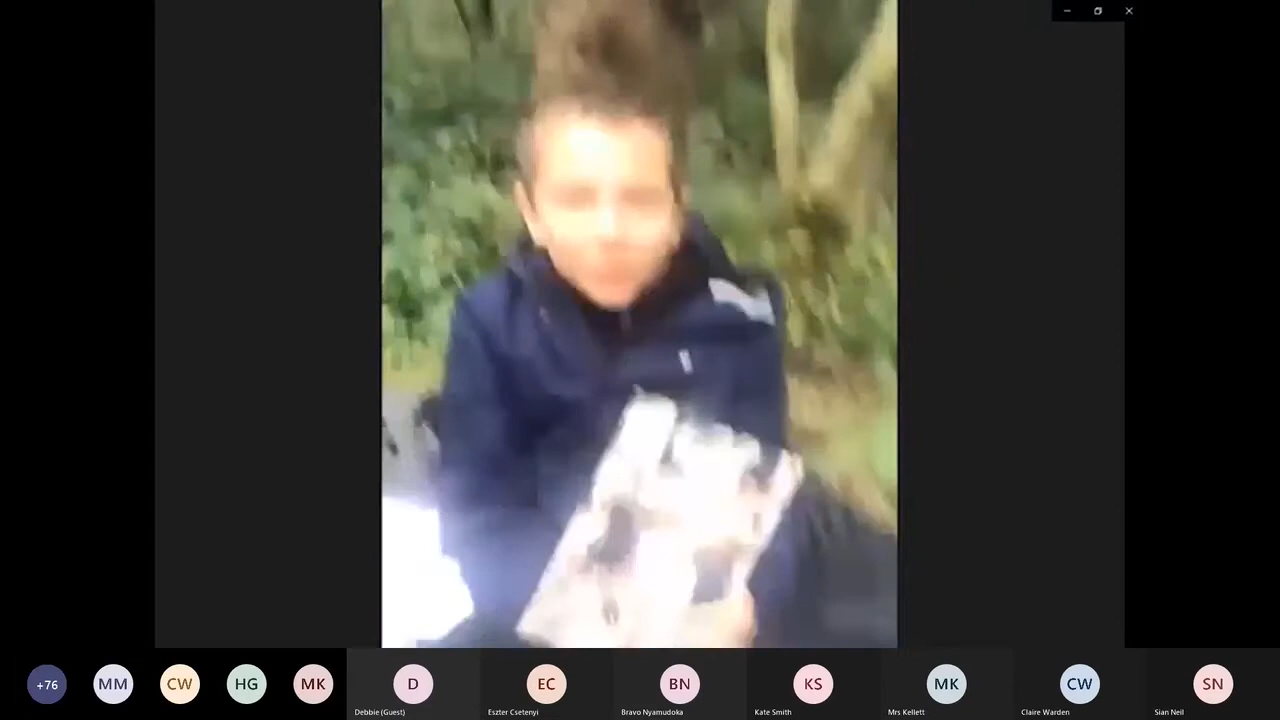 +76
MM
CW
HG
MK
D
EC
BN
KS
MK
CW
SN
Debbie (Guest)
Eszter Csetenyi
Bravo Nyamudoka
Kate Smith
Mrs Kellett
Claire Warden
Sian Neil